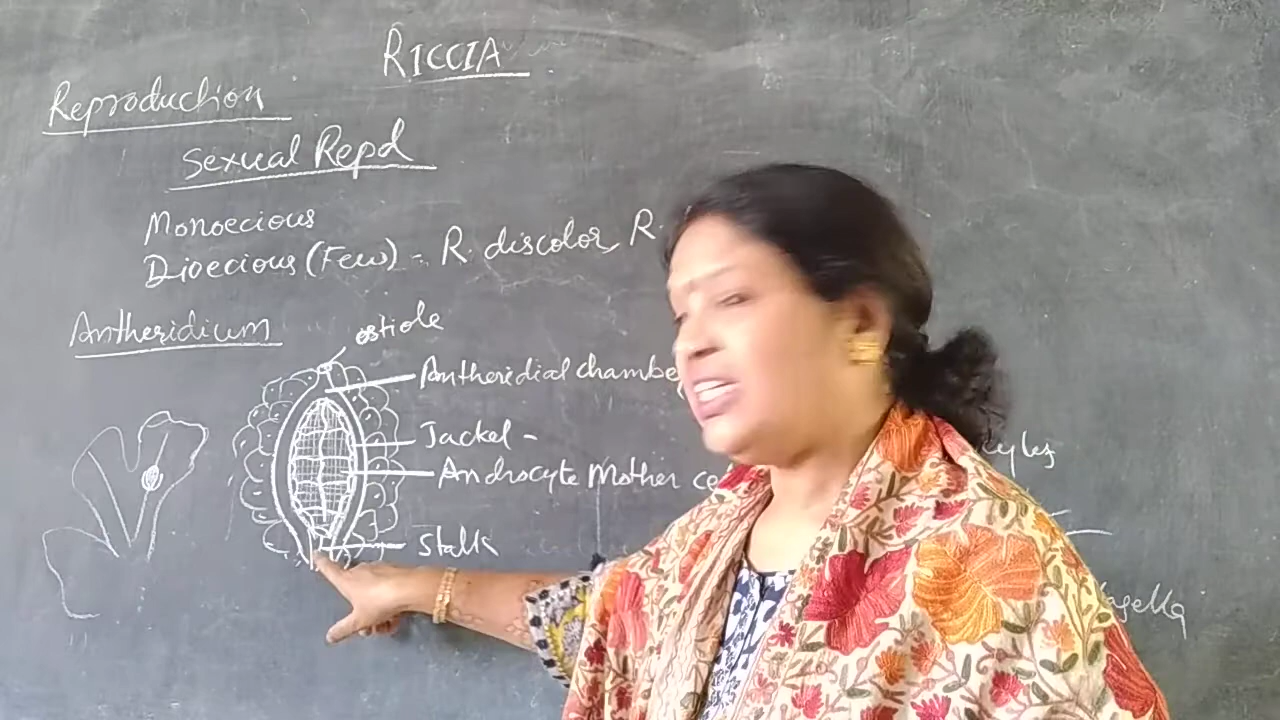 RICCIA
Reproduction
Sexual Repd
Monoecious
Dioecious (Few) - R. discolor, R.
Antheridium
ostiole
Antheridial chambe
Jacket -
Androcyte Mother ce
Stalk